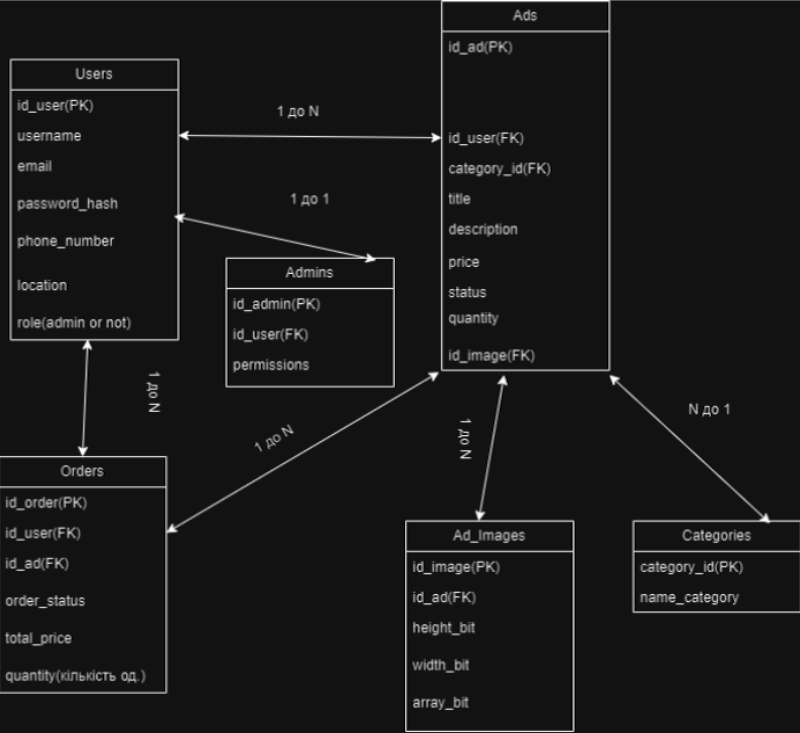 Users
id_user(PK)
username
email
password_hash
phone_number
location
role(admin or not)
1 до N
1 до 1
Admins
id_admin(PK)
id_user(FK)
permissions
Ads
id_ad(PK)
id_user(FK)
category_id(FK)
title
description
price
status
quantity
id_image(FK)
1 до N
1 до N
1 до N
N до 1
Orders
id_order(PK)
id_user(FK)
id_ad(FK)
order_status
total_price
quantity(кількість од.)
Ad_Images
id_image(PK)
id_ad(FK)
height_bit
width_bit
array_bit
Categories
category_id(PK)
name_category